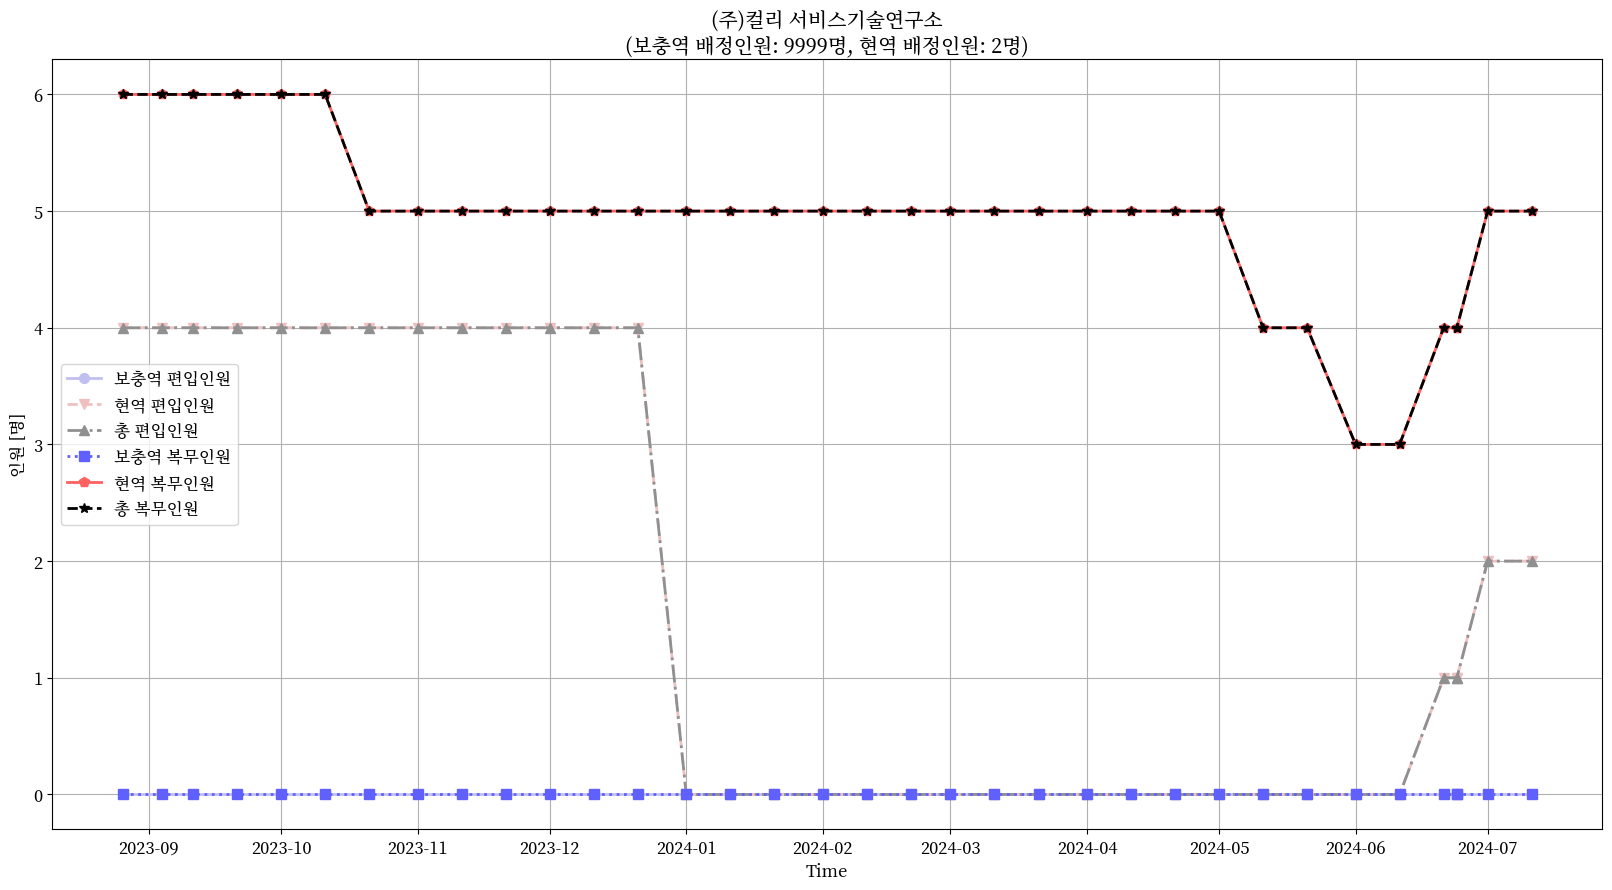 (주)컬리 서비스기술연구소
(보충역 배정인원: 9999명, 현역 배정인원: 2명)
인원 [명]
6
5
4
3
2
1
0
보충역 편입인원
현역 편입인원
총 편입인원
보충역 복무인원
현역 복무인원
총 복무인원
2023-09 2023-10 2023-11 2023-12 2024-01 2024-02 2024-03 2024-04 2024-05 2024-06 2024-07
Time